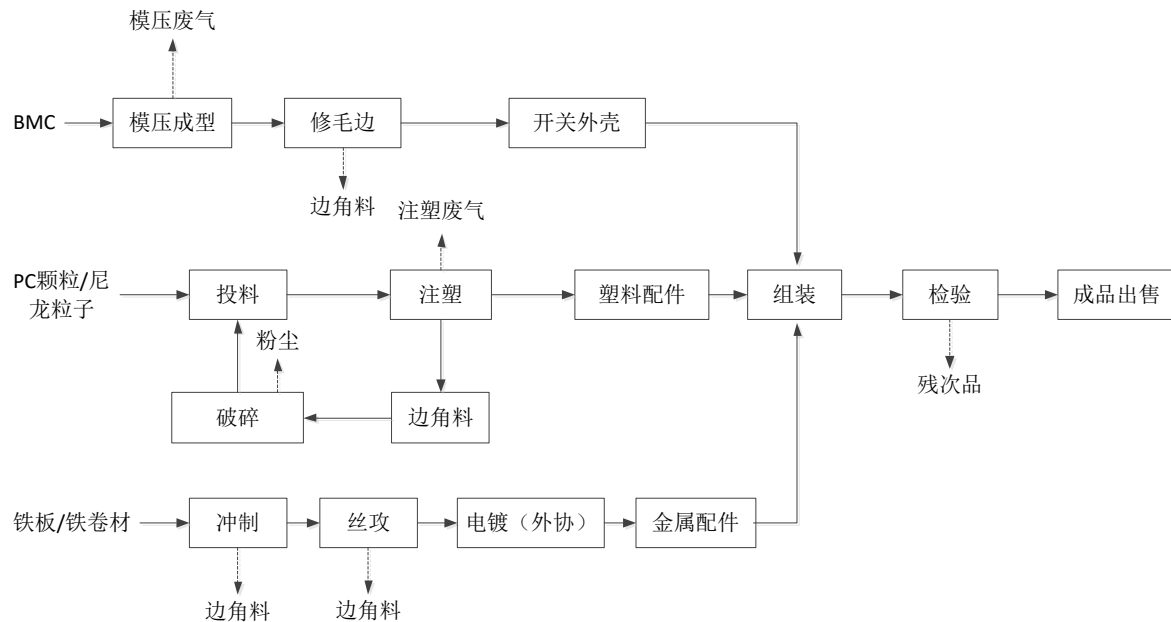 模压废气
BMC
模压成型
修毛边
开关外壳
边角料
注塑废气
PC颗粒/尼
龙粒子
投料
注塑
塑料配件
组装
检验
成品出售
粉尘
残次品
破碎
边角料
铁板/铁卷材
冲制
丝攻
电镀（外协）
金属配件
边角料
边角料